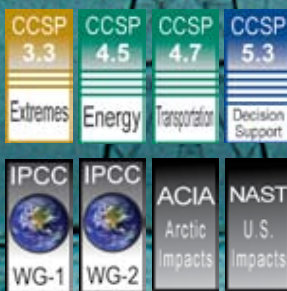 CCSP CCSP CCSP CCSP
3.3 4.5 4.7 5.3
Extremes Energy Transportation Decision
Support
IPCC IPCC ACIA NAST
Arctic U.S.
Impacts Impacts
WG-1 WG-2